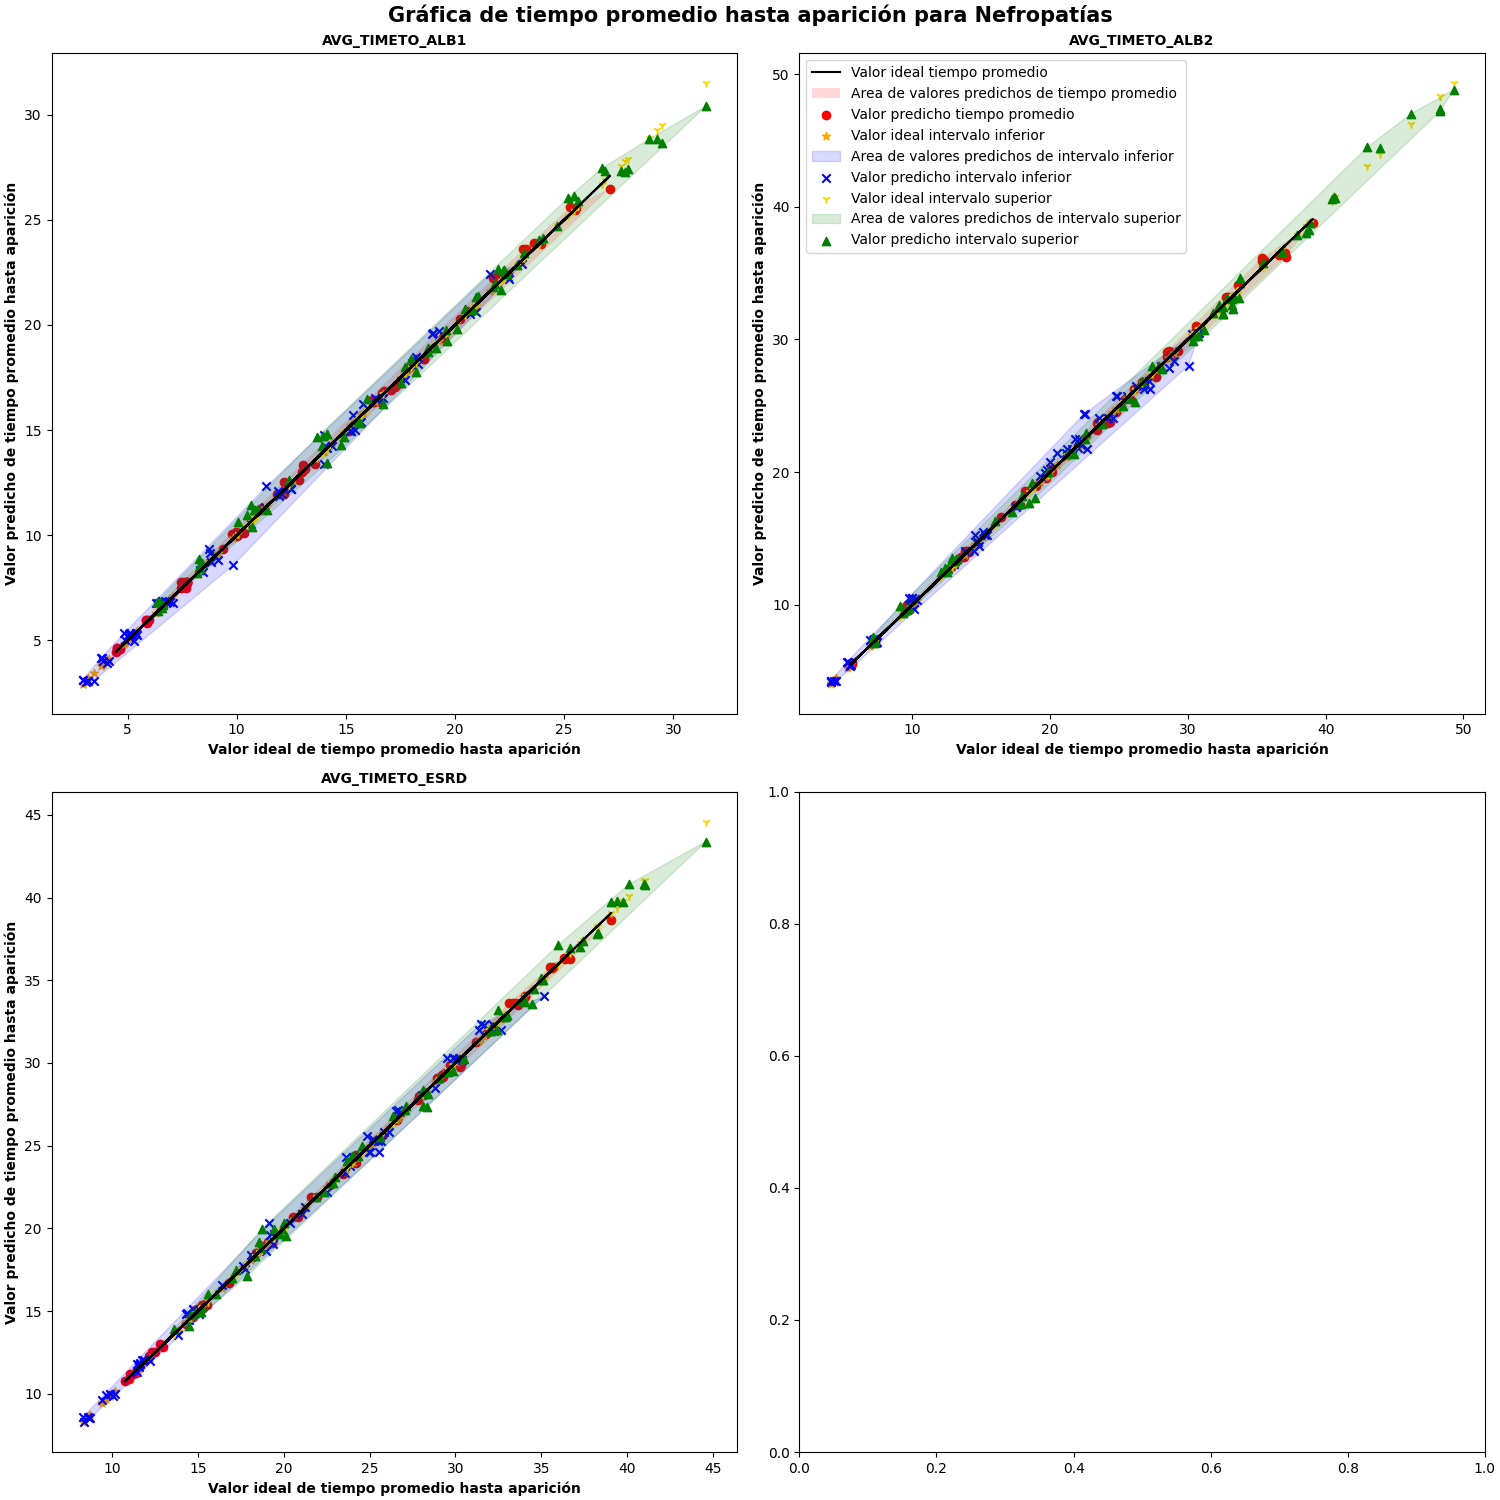 Gráfica de tiempo promedio hasta aparición para Nefropatías
AVG_TIMETO_ALB1
Valor predicho de tiempo promedio hasta aparición
30
25
20
15
10
5
5 10 15 20 25 30
Valor ideal de tiempo promedio hasta aparición
AVG_TIMETO_ALB2
Valor predicho de tiempo promedio hasta aparición
50
40
30
20
10
Valor ideal tiempo promedio
Area de valores predichos de tiempo promedio
Valor predicho tiempo promedio
Valor ideal intervalo inferior
Area de valores predichos de intervalo inferior
Valor predicho intervalo inferior
Valor ideal intervalo superior
Area de valores predichos de intervalo superior
Valor predicho intervalo superior
10 20 30 40 50
Valor ideal de tiempo promedio hasta aparición
AVG_TIMETO_ESRD
Valor predicho de tiempo promedio hasta aparición
45
40
35
30
25
20
15
10
10 15 20 25 30 35 40 45
Valor ideal de tiempo promedio hasta aparición
1.0
0.8
0.6
0.4
0.2
0.0
0.0 0.2 0.4 0.6 0.8 1.0